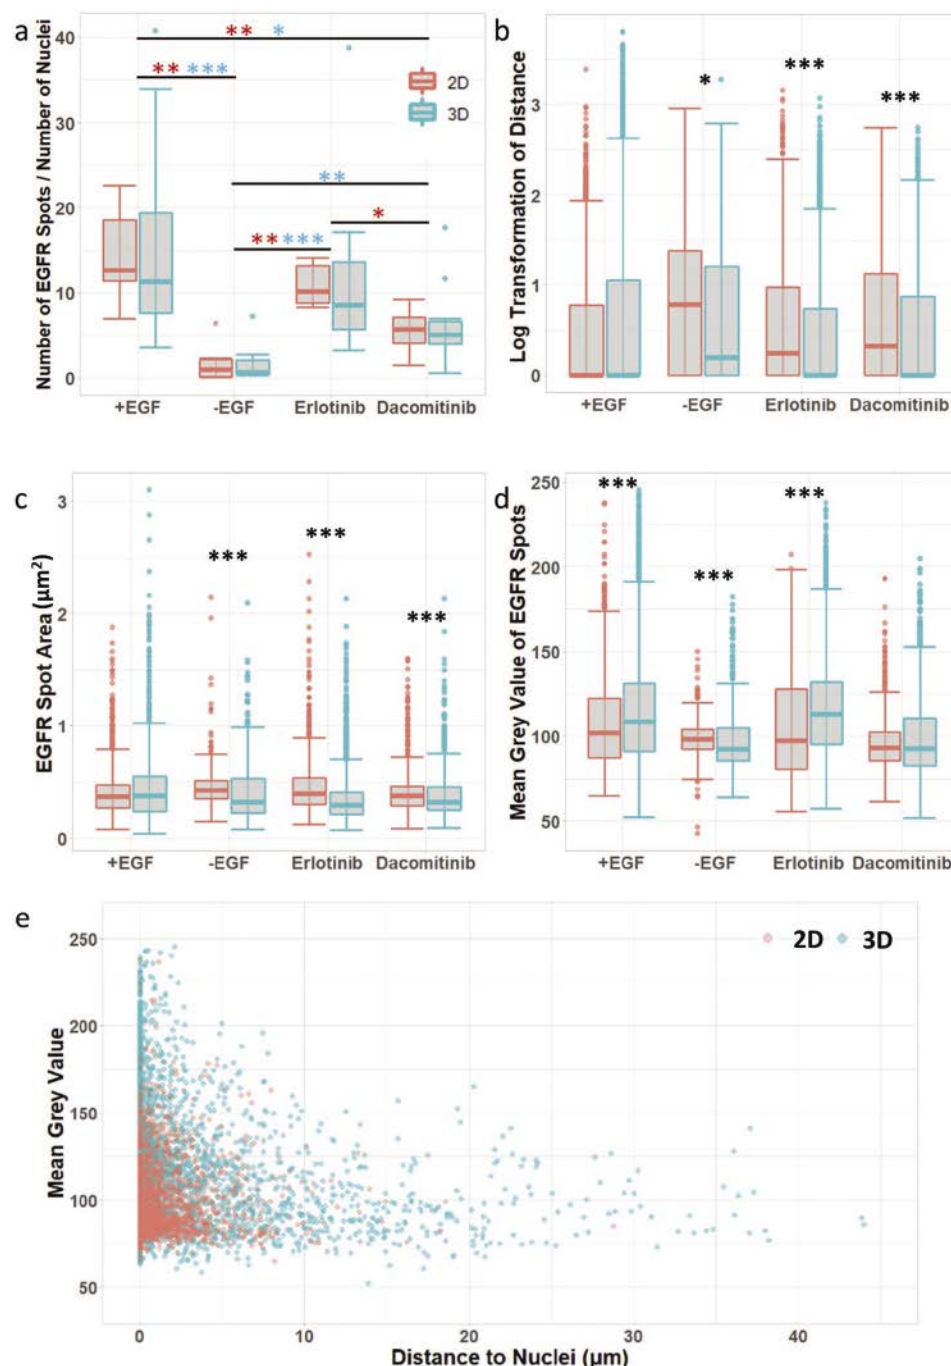 a
Number of EGFR Spots / Number of Nuclei
40
30
20
10
0
** *
** ***
**
*
** ***
2D
3D
+EGF -EGF Erlotinib Dacomitinib
b
Log Transformation of Distance
3
2
1
0
*
***
***
+EGF -EGF Erlotinib Dacomitinib
c
EGFR Spot Area (μm²)
3
2
1
0
***
***
***
+EGF -EGF Erlotinib Dacomitinib
d
Mean Grey Value of EGFR Spots
250
200
150
100
50
***
***
***
+EGF -EGF Erlotinib Dacomitinib
e
Mean Grey Value
250
200
150
100
50
2D 3D
0 10 20 30 40
Distance to Nuclei (μm)